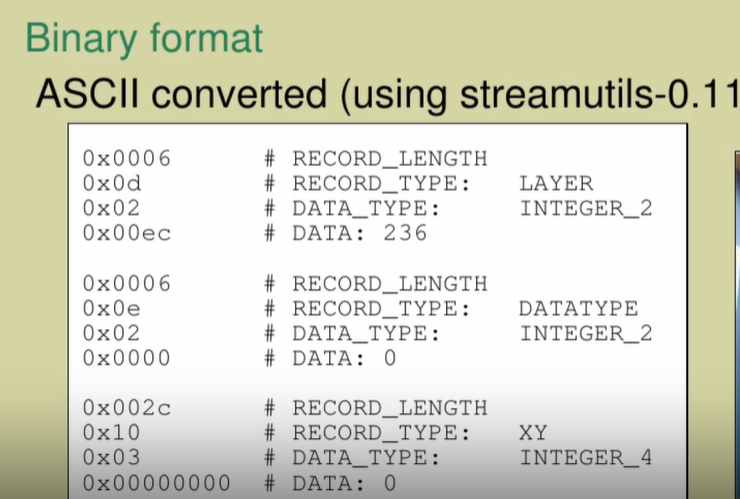 Binary format
ASCII converted (using streamutils-0.11
0x0006 # RECORD_LENGTH
0x0d # RECORD_TYPE: LAYER
0x02 # DATA_TYPE: INTEGER_2
0x00ec # DATA: 236
0x0006 # RECORD_LENGTH
0x0e # RECORD_TYPE: DATATYPE
0x02 # DATA_TYPE: INTEGER_2
0x0000 # DATA: 0
0x002c # RECORD_LENGTH
0x10 # RECORD_TYPE: XY
0x03 # DATA_TYPE: INTEGER_4
0x00000000 # DATA: 0